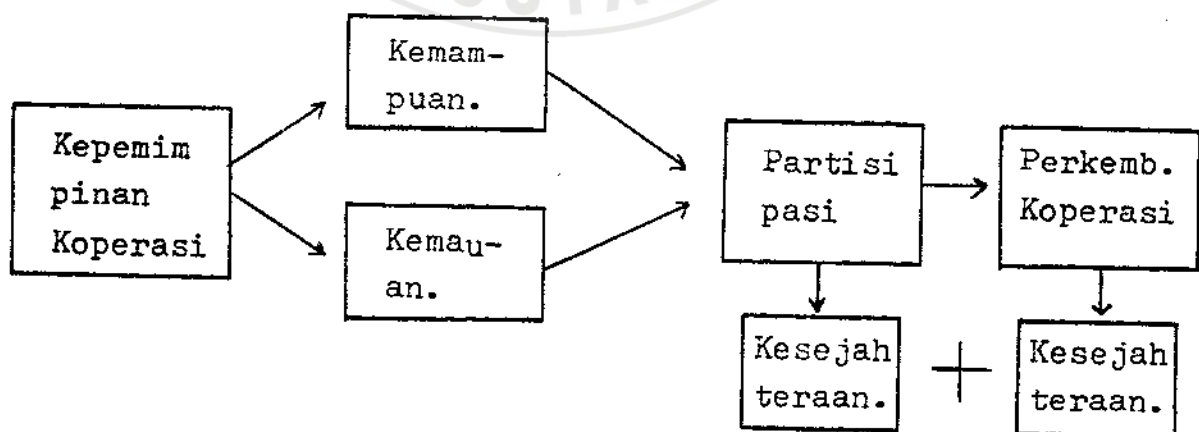 Kemam-
puan.
Kepemim
pinan
Koperasi
Kemau-
an.
Partisi
pasi
Perkemb.
Koperasi
Kesejah
teraan.
+
Kesejah
teraan.